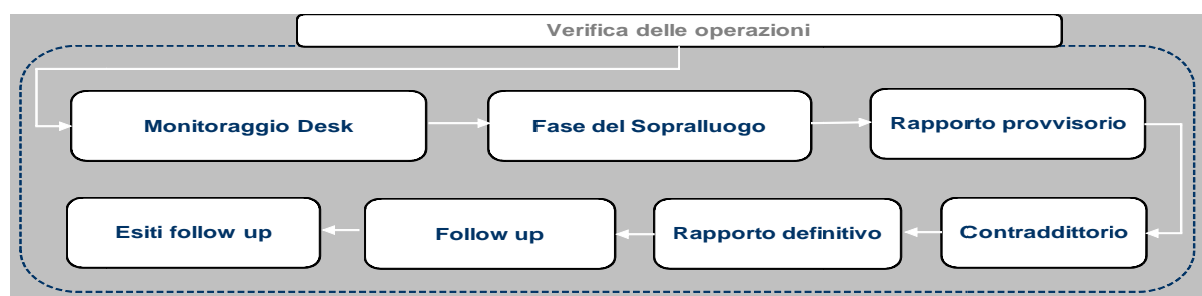 Verifica delle operazioni
Monitoraggio Desk
Fase del Sopralluogo
Rapporto provvisorio
Contraddittorio
Rapporto definitivo
Follow up
Esiti follow up